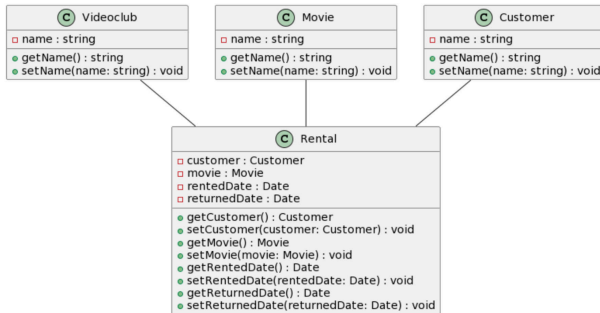 C Videoclub
name : string
getName() : string
setName(name: string) : void
C Movie
name : string
getName() : string
setName(name: string) : void
C Customer
name : string
getName() : string
setName(name: string) : void
C Rental
customer : Customer
movie : Movie
rentedDate : Date
returnedDate : Date
getCustomer() : Customer
setCustomer(customer: Customer) : void
getMovie() : Movie
setMovie(movie: Movie) : void
getRentedDate() : Date
setRentedDate(rentedDate: Date) : void
getReturnedDate() : Date
setReturnedDate(returnedDate: Date) : void